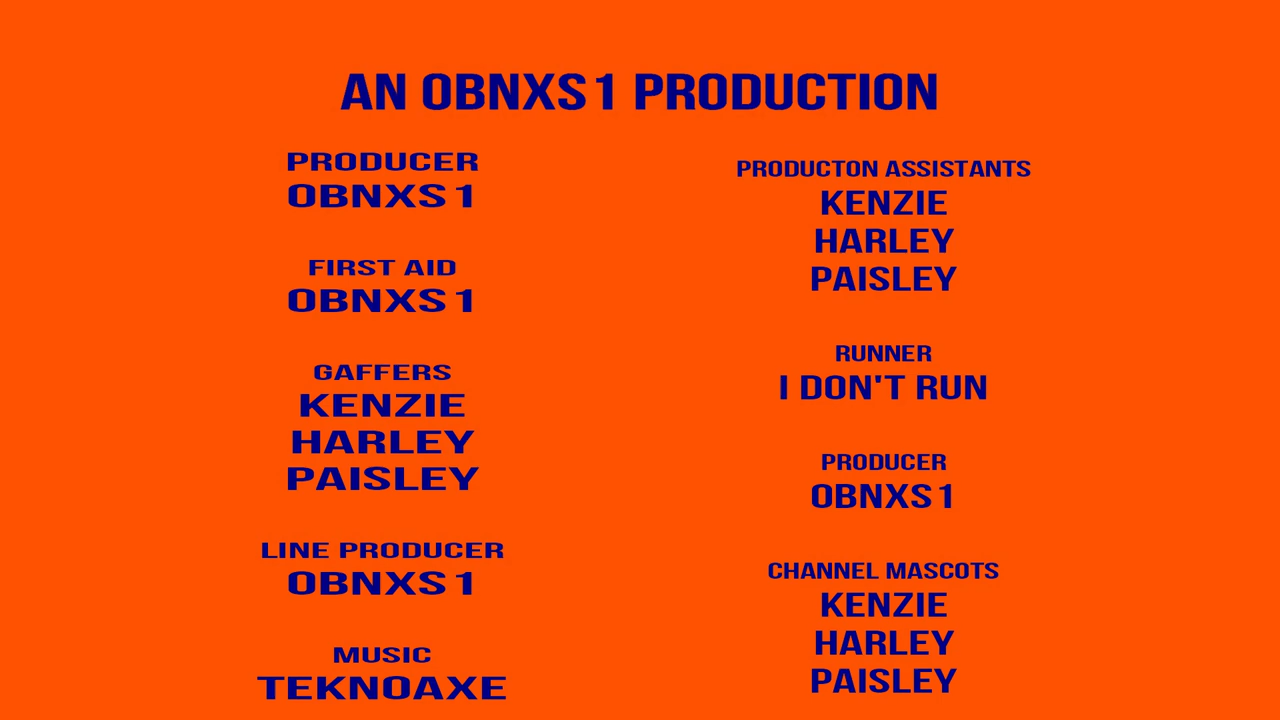 AN OBNXS1 PRODUCTION
PRODUCER
OBNXS1
FIRST AID
OBNXS1
GAFFERS
KENZIE
HARLEY
PAISLEY
LINE PRODUCER
OBNXS1
MUSIC
TEKNOAXE
PRODUCTON ASSISTANTS
KENZIE
HARLEY
PAISLEY
RUNNER
I DON'T RUN
PRODUCER
OBNXS1
CHANNEL MASCOTS
KENZIE
HARLEY
PAISLEY